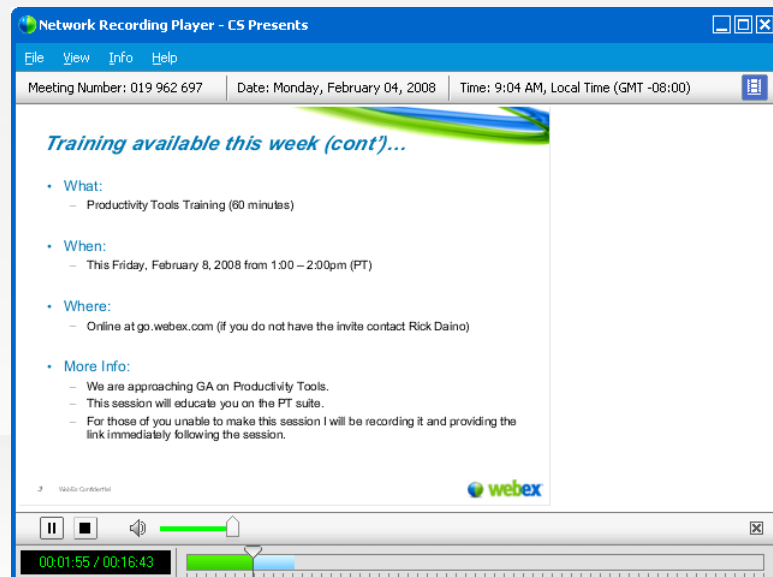 Network Recording Player - CS Presents
File View Info Help
Meeting Number: 019 962 697 Date: Monday, February 04, 2008 Time: 9:04 AM, Local Time (GMT -08:00)
Training available this week (cont')…
• What:
– Productivity Tools Training (60 minutes)
• When:
– This Friday, February 8, 2008 from 1:00 – 2:00pm (PT)
• Where:
– Online at go.webex.com (if you do not have the invite contact Rick Daino)
• More Info:
– We are approaching GA on Productivity Tools.
– This session will educate you on the PT suite.
– For those of you unable to make this session I will be recording it and providing the
link immediately following the session.
3 WebEx Confidential
webex
00:01:55 / 00:16:43